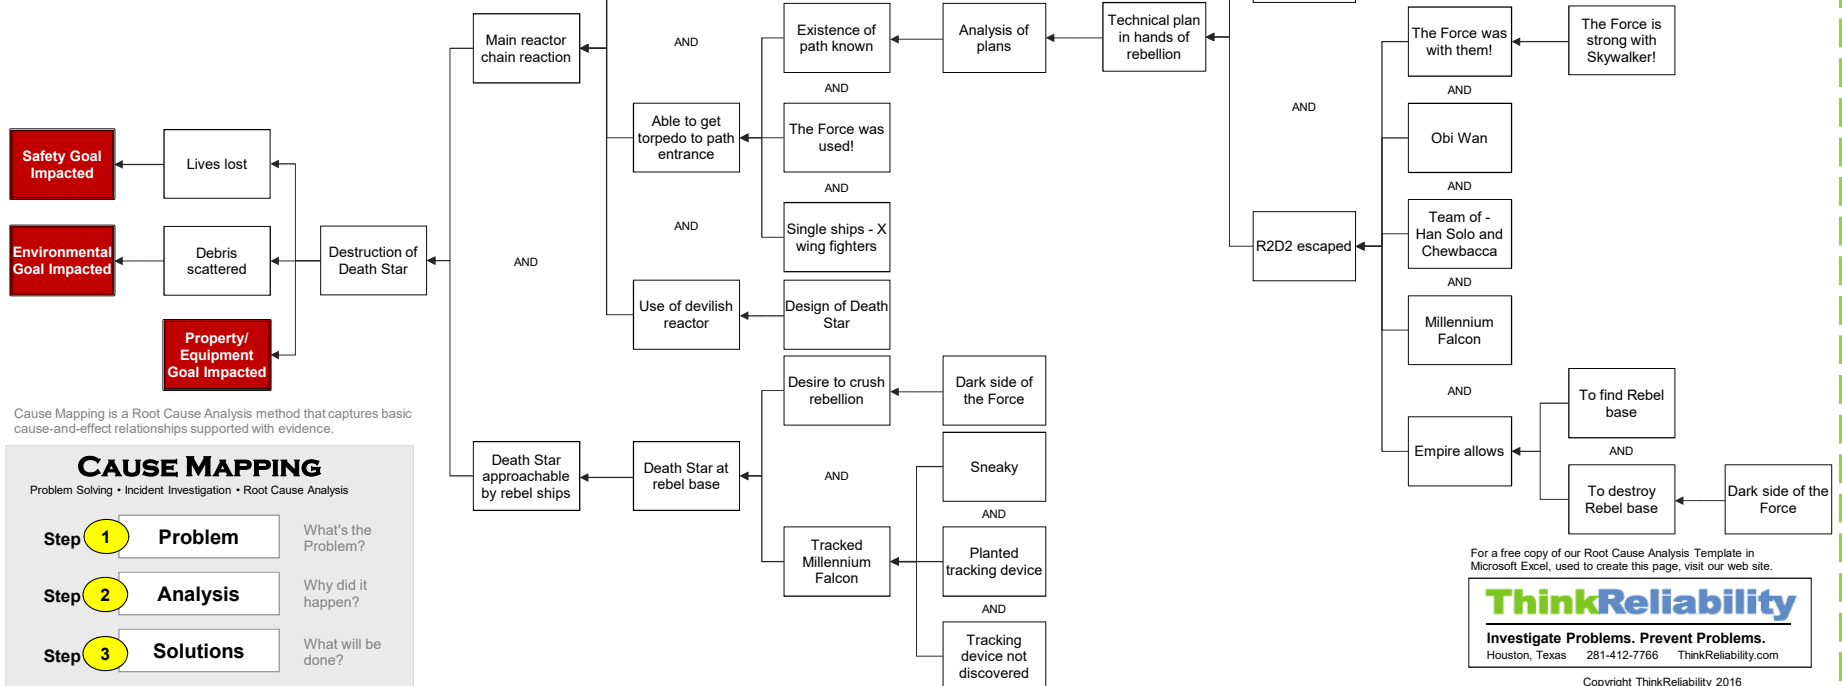 Main reactor
chain reaction
AND
Existence of
path known
Analysis of
plans
Technical plan
in hands of
rebellion
The Force was
with them!
The Force is
strong with
Skywalker!
AND
AND
AND
Able to get
torpedo to path
entrance
The Force was
used!
Obi Wan
Safety Goal
Impacted
Lives lost
AND
AND
Environmental
Goal Impacted
Debris
scattered
Destruction of
Death Star
AND
AND
Single ships - X
wing fighters
R2D2 escaped
Team of -
Han Solo and
Chewbacca
AND
Use of devilish
reactor
Design of Death
Star
Millennium
Falcon
Property/
Equipment
Goal Impacted
Desire to crush
rebellion
Dark side of
the Force
AND
To find Rebel
base
Cause Mapping is a Root Cause Analysis method that captures basic
cause-and-effect relationships supported with evidence.
Empire allows
AND
CAUSE MAPPING
Problem Solving • Incident Investigation • Root Cause Analysis
Death Star
approachable
by rebel ships
Death Star at
rebel base
AND
Sneaky
AND
To destroy
Rebel base
Dark side of the
Force
Step 1 Problem
What's the
Problem?
Tracked
Millennium
Falcon
Planted
tracking device
AND
Step 2 Analysis
Why did it
happen?
Step 3 Solutions
What will be
done?
Tracking
device not
discovered
For a free copy of our Root Cause Analysis Template in
Microsoft Excel, used to create this page, visit our web site.
ThinkReliability
Investigate Problems. Prevent Problems.
Houston, Texas 281-412-7766 ThinkReliability.com
Copyright ThinkReliability 2016